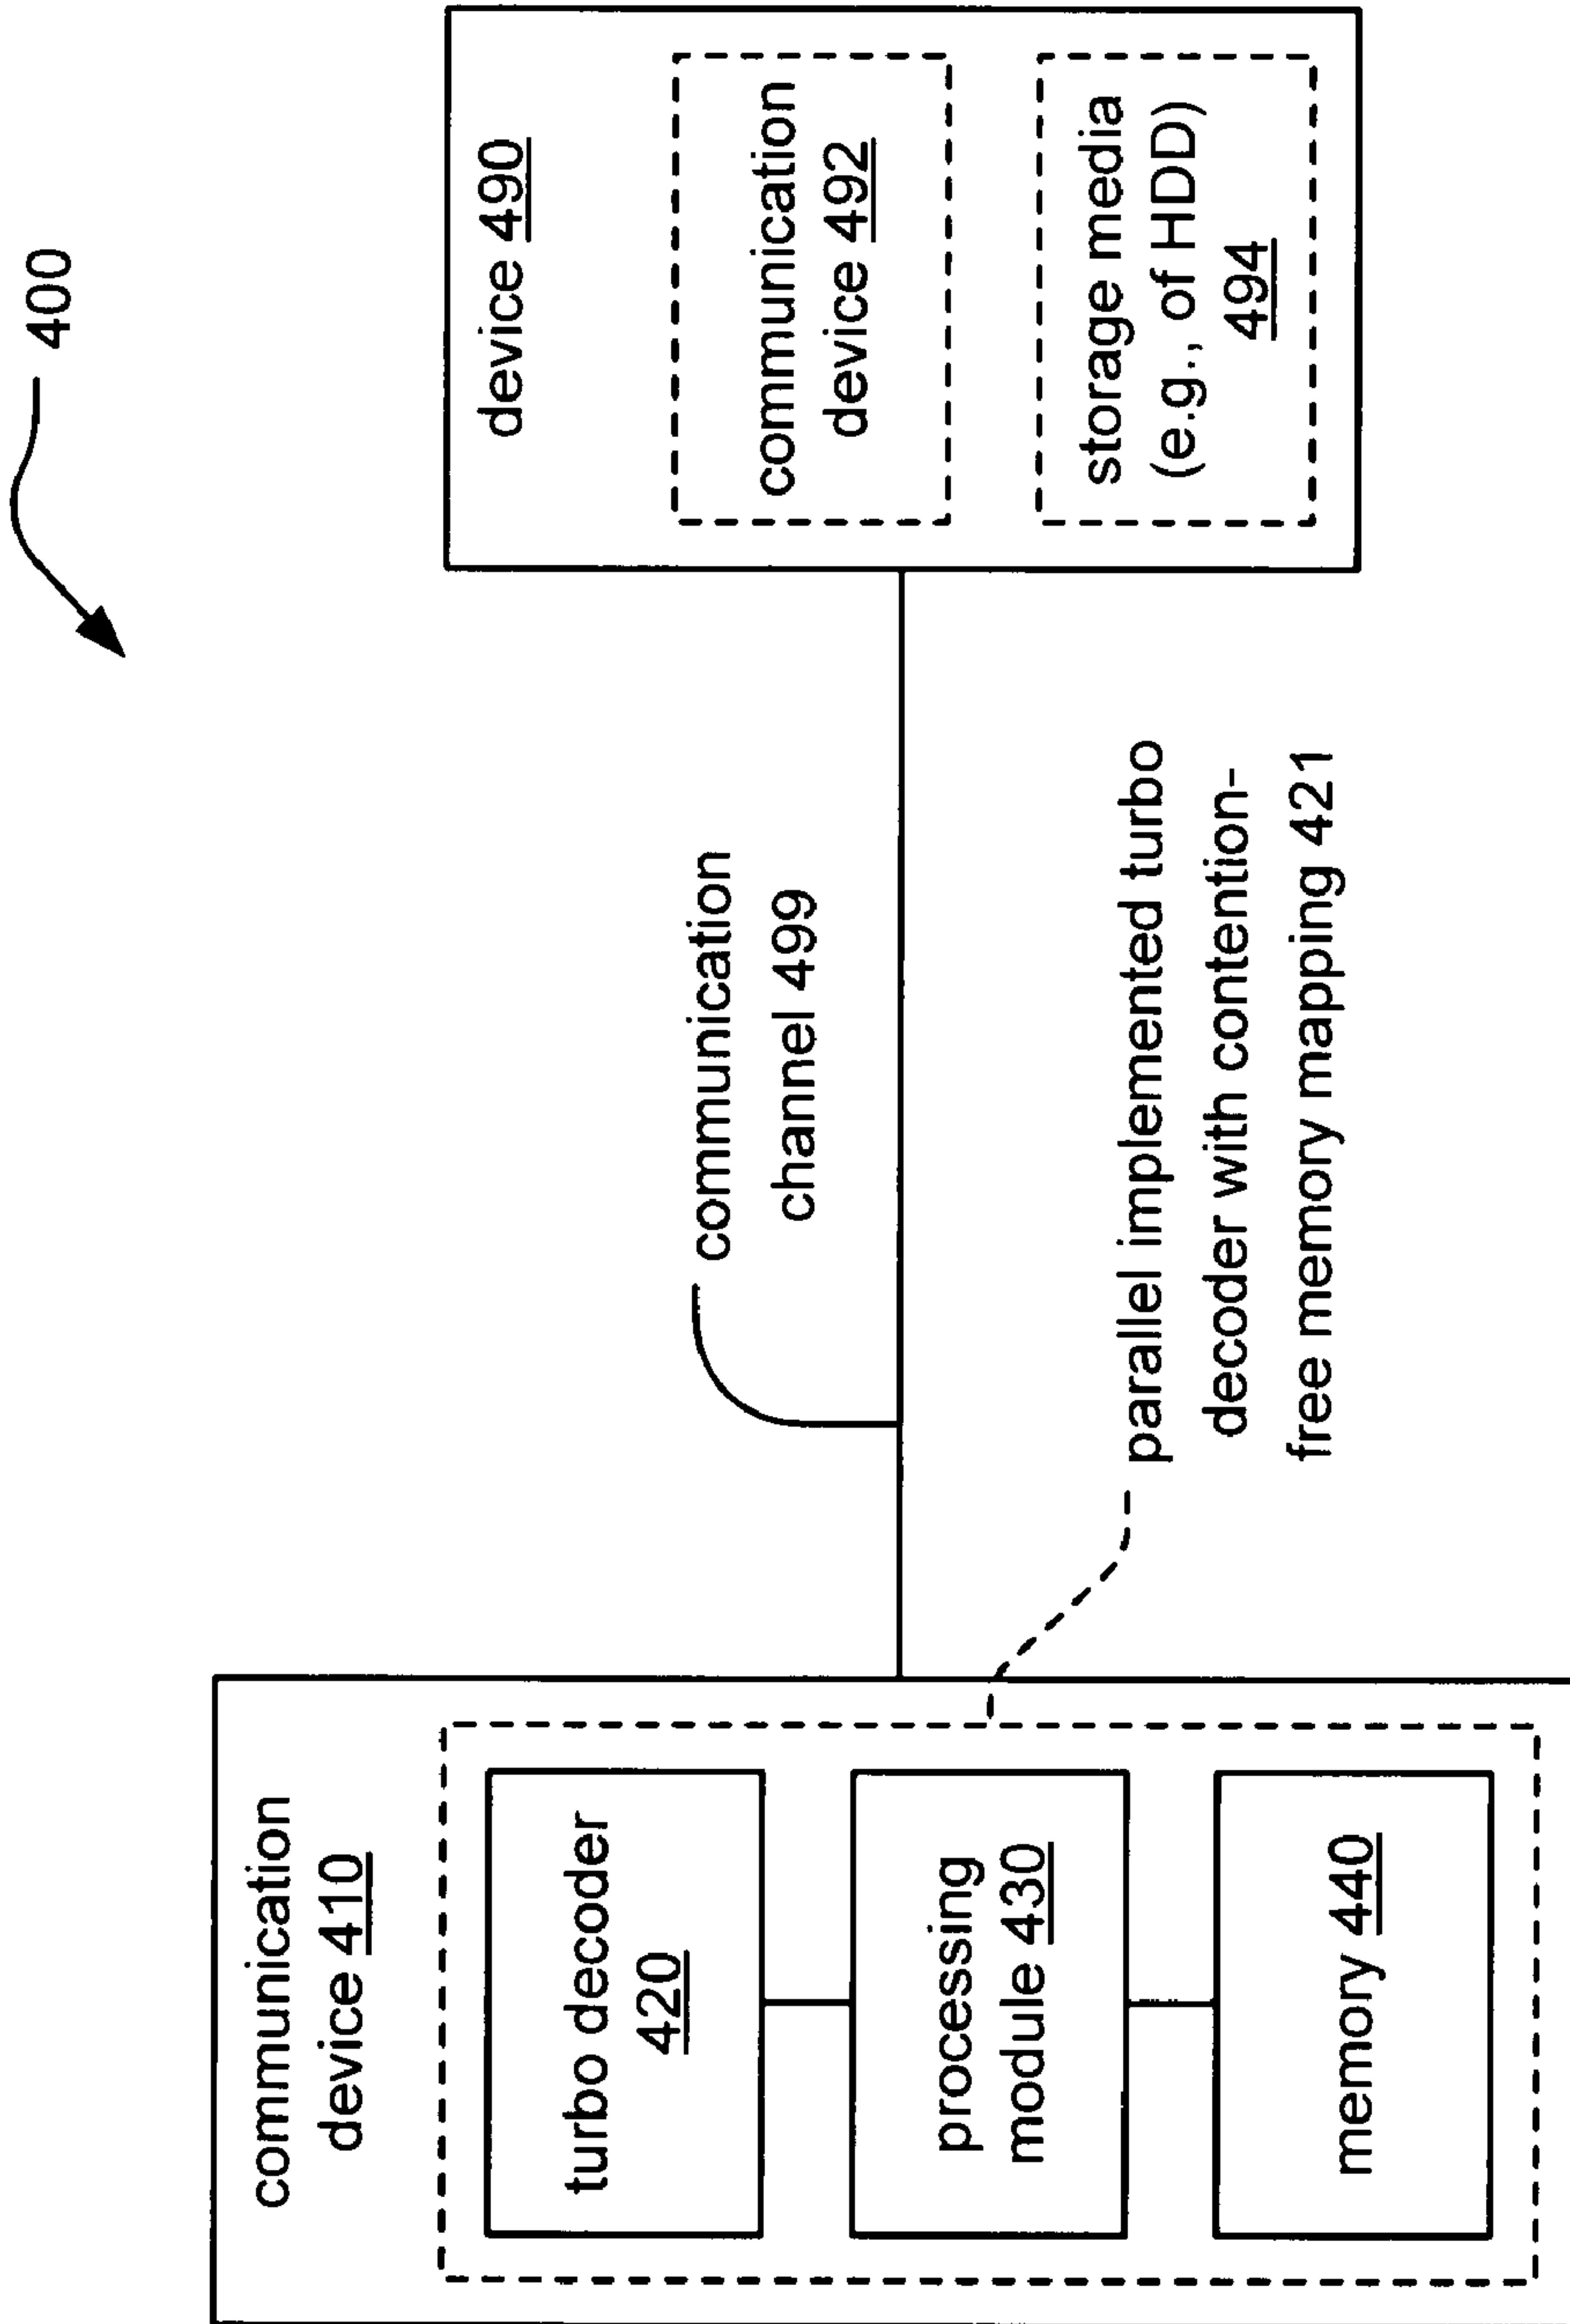 400
communication
device 410
turbo decoder
420
processing
module 430
memory 440
communication
channel 499
parallel implemented turbo
decoder with contention-
free memory mapping 421
device 490
communication
device 492
storage media
(e.g., of HDD)
494